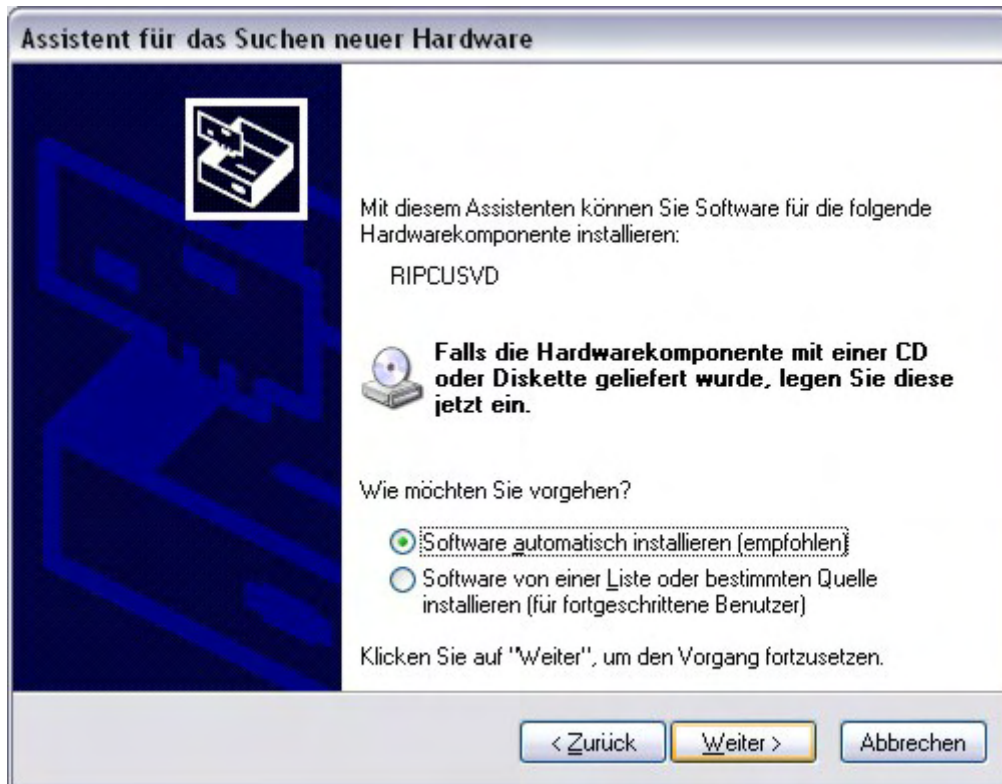 Assistent für das Suchen neuer Hardware
Mit diesem Assistenten können Sie Software für die folgende
Hardwarekomponente installieren:
RIPCUSVD
Falls die Hardwarekomponente mit einer CD
oder Diskette geliefert wurde, legen Sie diese
jetzt ein.
Wie möchten Sie vorgehen?
Software automatisch installieren (empfohlen)
Software von einer Liste oder bestimmten Quelle
installieren (für fortgeschrittene Benutzer)
Klicken Sie auf "Weiter", um den Vorgang fortzusetzen.
< Zurück
Weiter >
Abbrechen